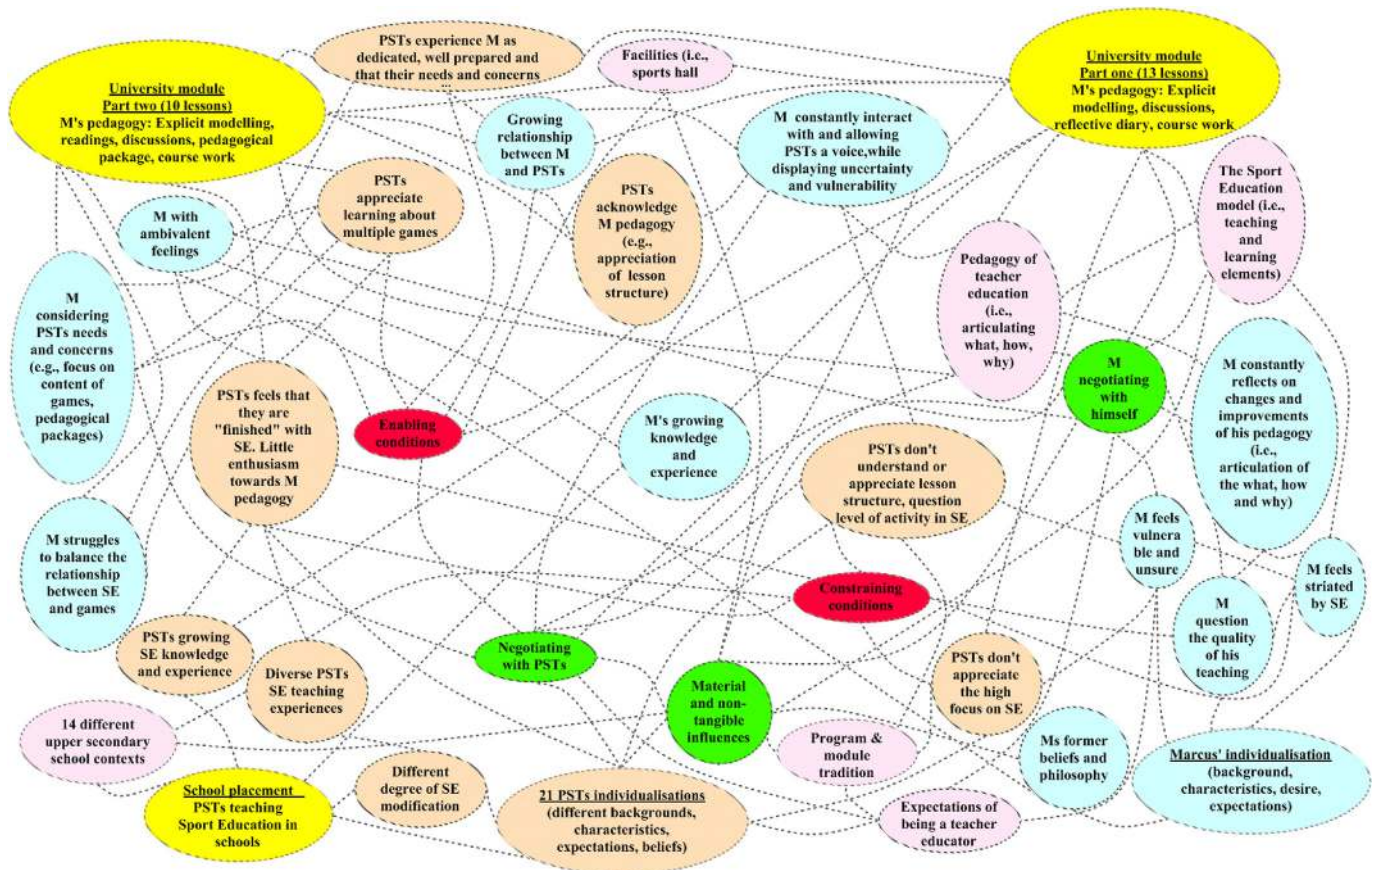 PSTs experience M as
dedicated, well prepared and
that their needs and concerns
...
Facilities (i.e.,
sports hall
University module
Part one (13 lessons)
M's pedagogy: Explicit
modelling, discussions,
reflective diary, course work
University module
Part two (10 lessons)
M's pedagogy: Explicit modelling,
readings, discussions, pedagogical
package, course work
Growing
relationship
between M
and PSTs
M constantly interact
with and allowing
PSTs a voice,while
displaying uncertainty
and vulnerability
The Sport
Education
model (i.e.,
teaching
and
learning
elements)
PSTs
appreciate
learning about
multiple games
PSTs
acknowledge
M pedagogy
(e.g.,
appreciation
of lesson
structure)
M with
ambivalent
feelings
Pedagogy of
teacher
education
(i.e.,
articulating
what, how,
why)
M
considering
PSTs needs
and concerns
(e.g., focus on
content of
games,
pedagogical
packages)
M
negotiating
with
himself
M constantly
reflects on
changes and
improvements
of his pedagogy
(i.e.,
articulation of
the what, how
and why)
PSTs feels that
they are
"finished" with
SE. Little
enthusiasm
towards M
pedagogy
Enabling
conditions
M's growing
knowledge
and
experience
PSTs don't
understand or
appreciate lesson
structure, question
level of activity in SE
M struggles
to balance the
relationship
between SE
and games
M feels
vulnera
ble and
unsure
M feels
striated
by SE
Constraining
conditions
M
question
the quality
of his
teaching
PSTs growing
SE knowledge
and experience
Negotiating
with PSTs
Diverse PSTs
SE teaching
experiences
Material
and non-
tangible
influences
PSTs don't
appreciate
the high
focus on SE
14 different
upper secondary
school contexts
Program &
module
tradition
Ms former
beliefs and
philosophy
Marcus' individualisation
(background,
characteristics, desire,
expectations)
School placement
PSTs teaching
Sport Education in
schools
Different
degree of SE
modification
21 PSTs individualisations
(different backgrounds,
characteristics,
expectations, beliefs)
Expectations of
being a teacher
educator